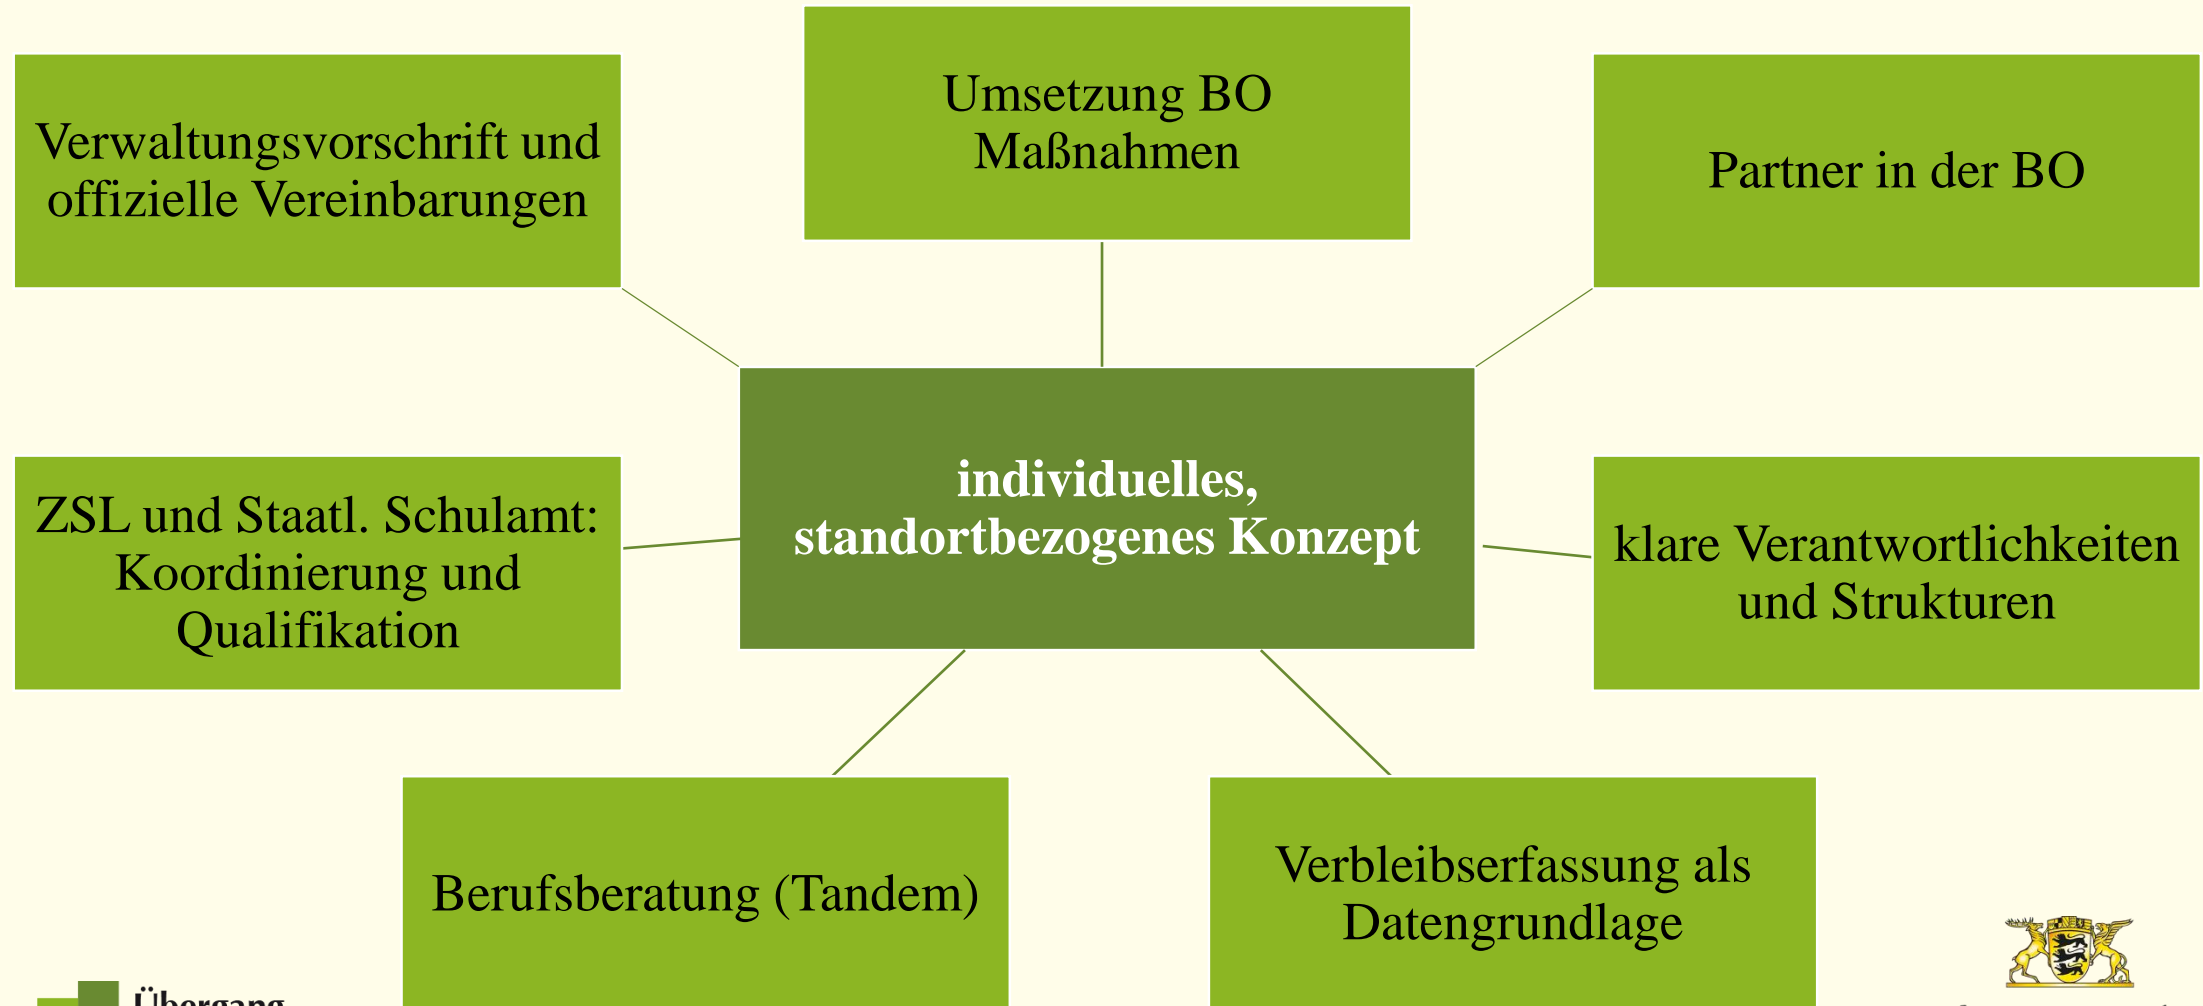 Umsetzung BO
Maßnahmen
Verwaltungsvorschrift und
offizielle Vereinbarungen
Partner in der BO
individuelles,
standortbezogenes Konzept
ZSL und Staatl. Schulamt:
Koordinierung und
Qualifikation
klare Verantwortlichkeiten
und Strukturen
Berufsberatung (Tandem)
Verbleibserfassung als
Datengrundlage
Übergang